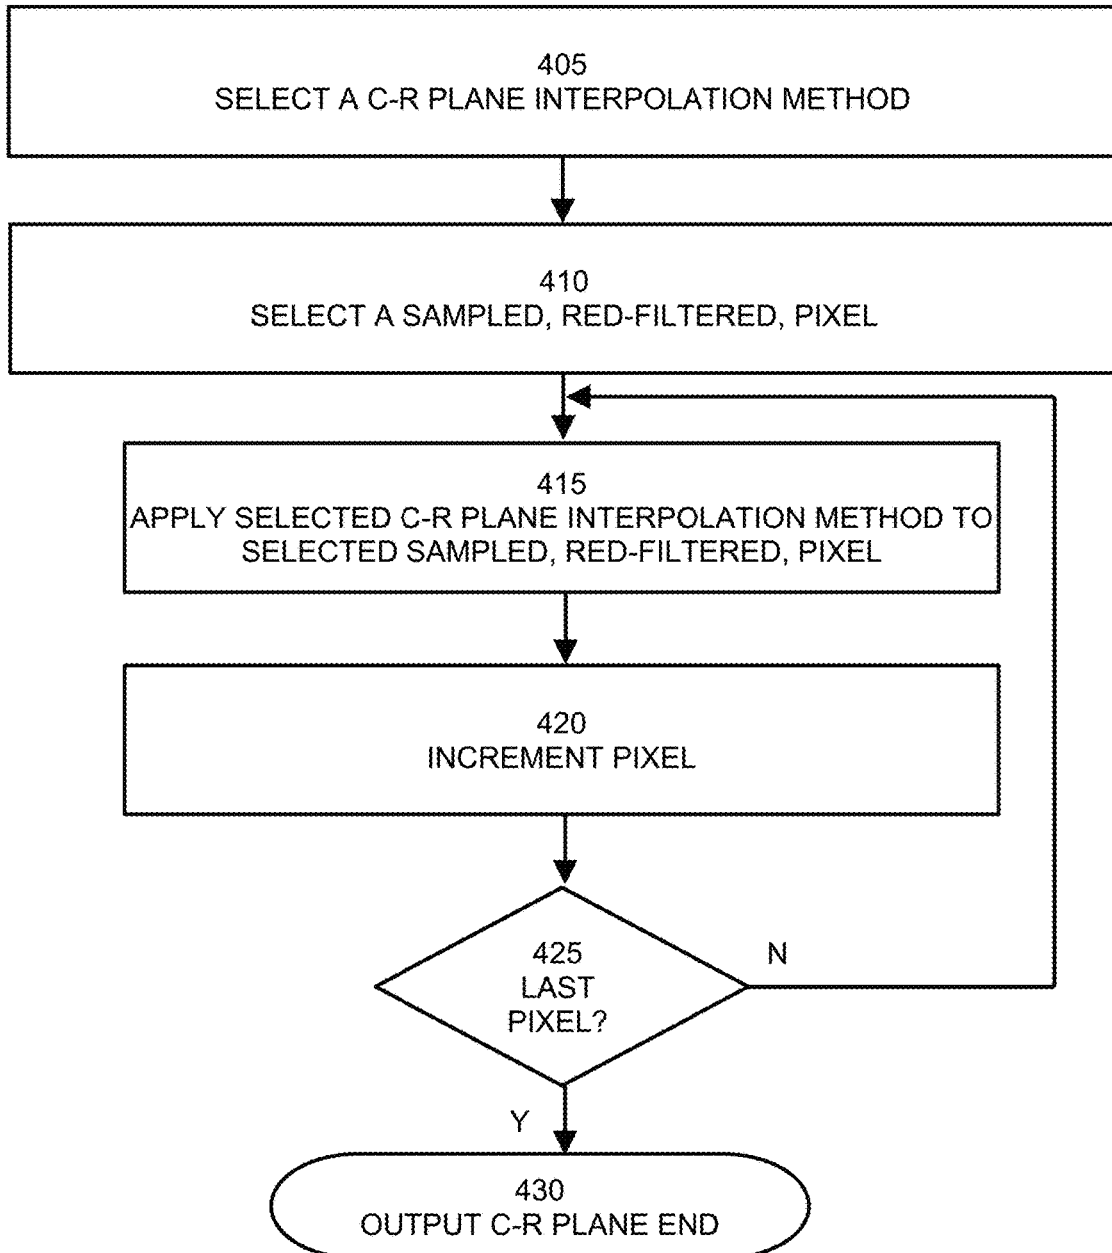 405
SELECT A C-R PLANE INTERPOLATION METHOD
410
SELECT A SAMPLED, RED-FILTERED, PIXEL
415
APPLY SELECTED C-R PLANE INTERPOLATION METHOD TO
SELECTED SAMPLED, RED-FILTERED, PIXEL
420
INCREMENT PIXEL
425
LAST
PIXEL?
N
Y
430
OUTPUT C-R PLANE END